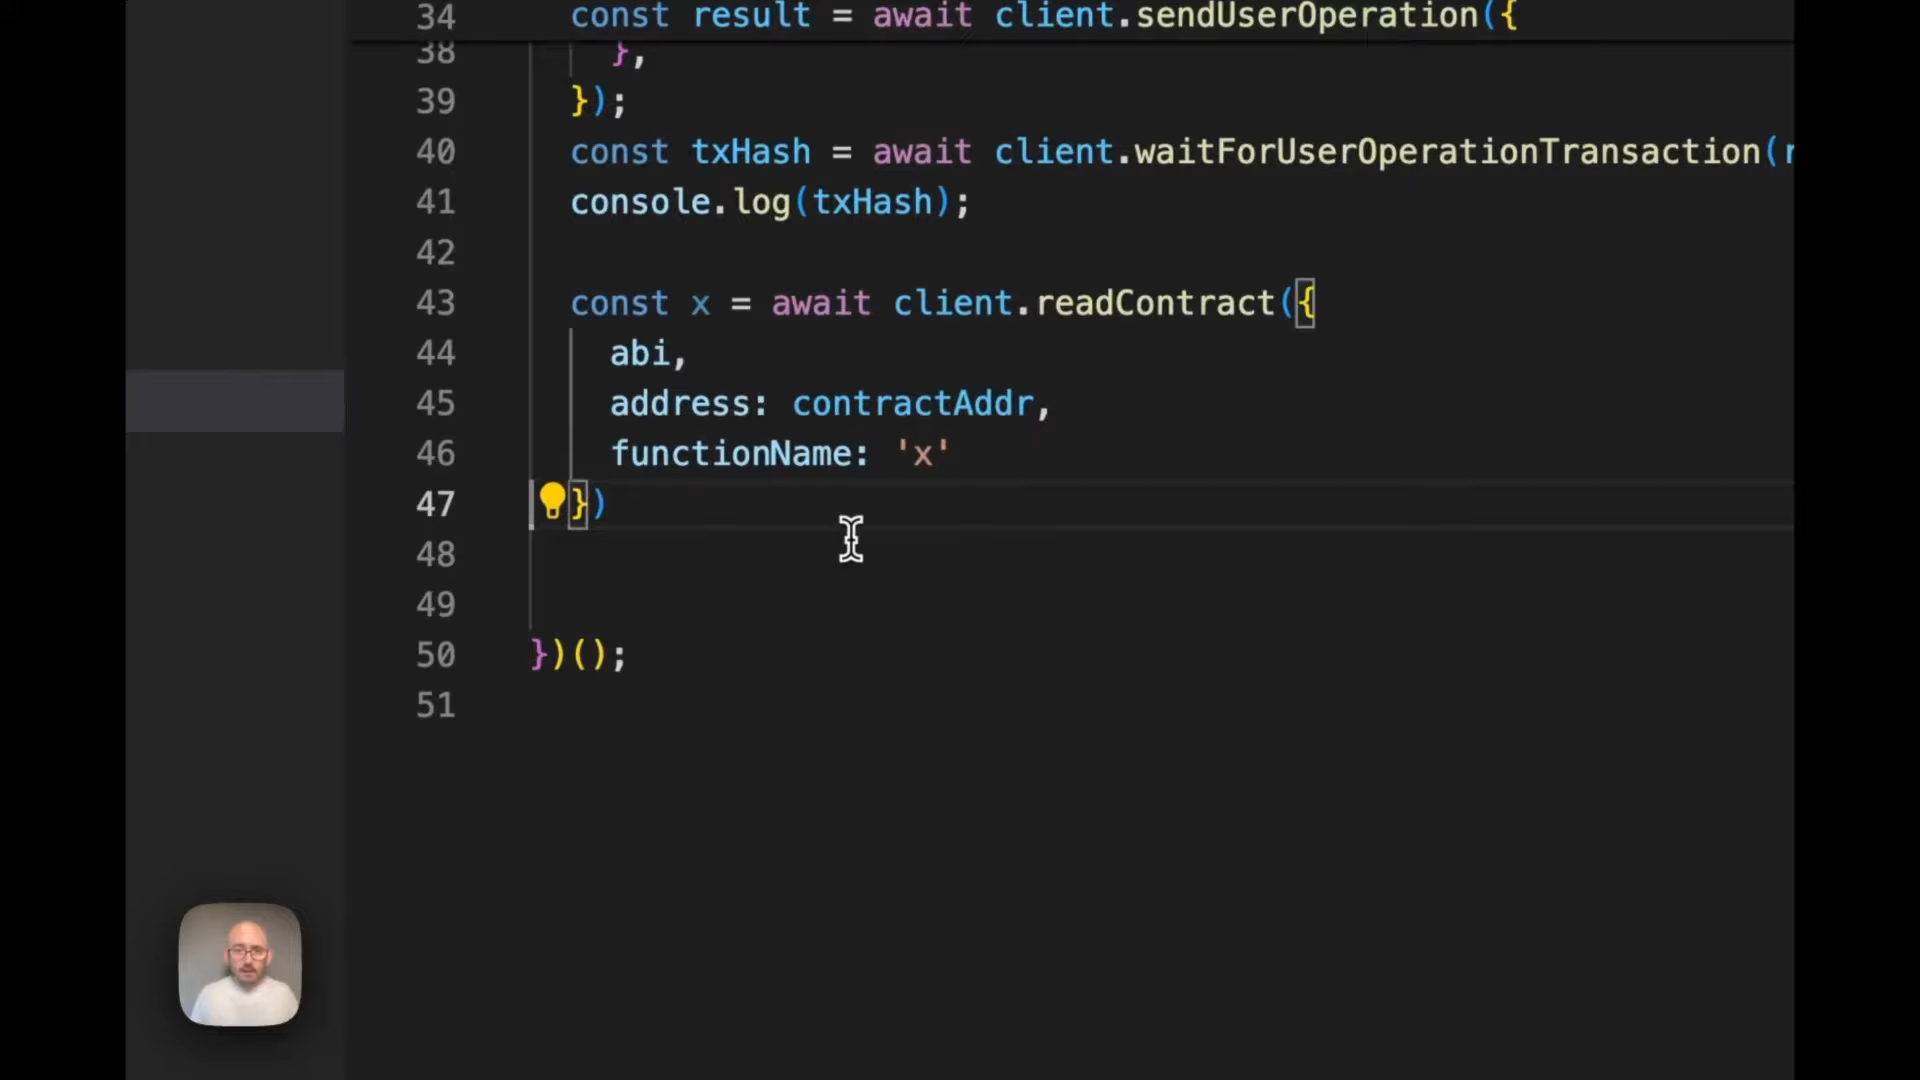 34 const result = await client.sendUserOperation({
38 },
39 });
40 const txHash = await client.waitForUserOperationTransaction(r
41 console.log(txHash);
42
43 const x = await client.readContract({
44 abi,
45 address: contractAddr,
46 functionName: 'x'
47 })
48
49
50 })();
51